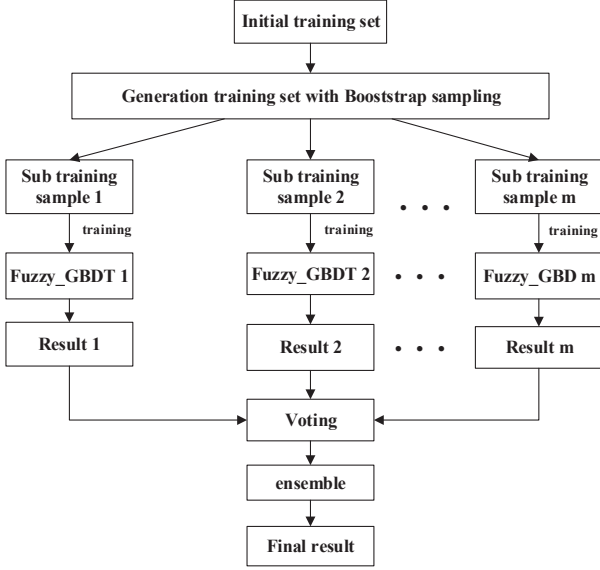 Initial training set
Generation training set with Booststrap sampling
Sub training
sample 1
Sub training
sample 2
Sub training
sample m
training
training
training
Fuzzy_GBDT 1
Fuzzy_GBDT 2
Fuzzy_GBD m
Result 1
Result 2
Result m
Voting
ensemble
Final result